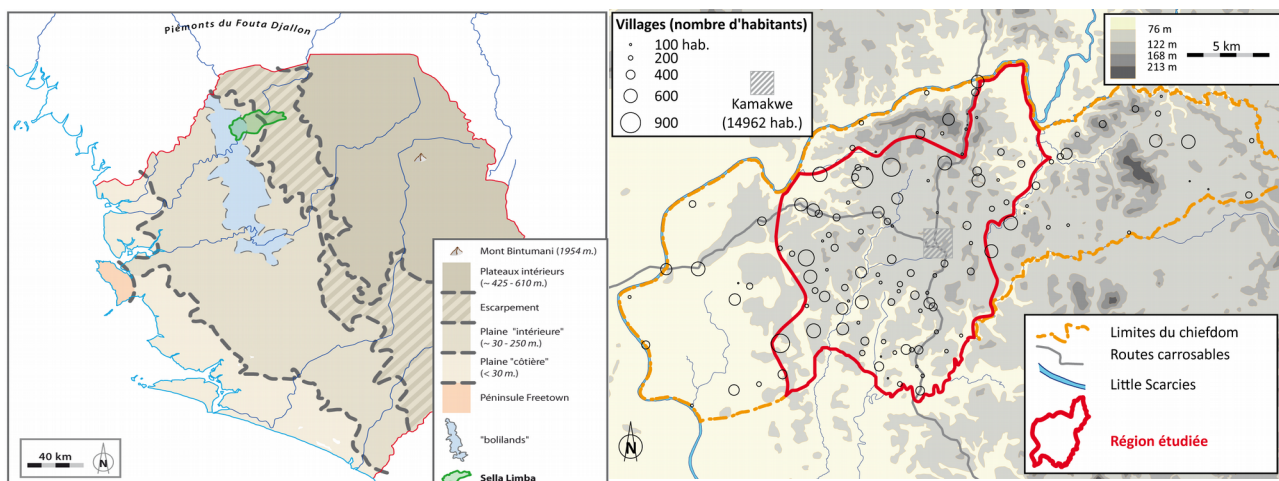 Piémonts du Fouta Djallon
Mont Bintumani (1954 m.)
Plateaux intérieurs
(~ 425 - 610 m.)
Escarpement
Plaine "intérieure"
(~ 30 - 250 m.)
Plaine "côtière"
(< 30 m.)
Péninsule Freetown
"bolilands"
Sella Limba
40 km
N
Villages (nombre d'habitants)
100 hab.
200
400
600
900
Kamakwe
(14962 hab.)
76 m
122 m
168 m
213 m
5 km
N
Limites du chiefdom
Routes carrosables
Little Scarcies
Région étudiée